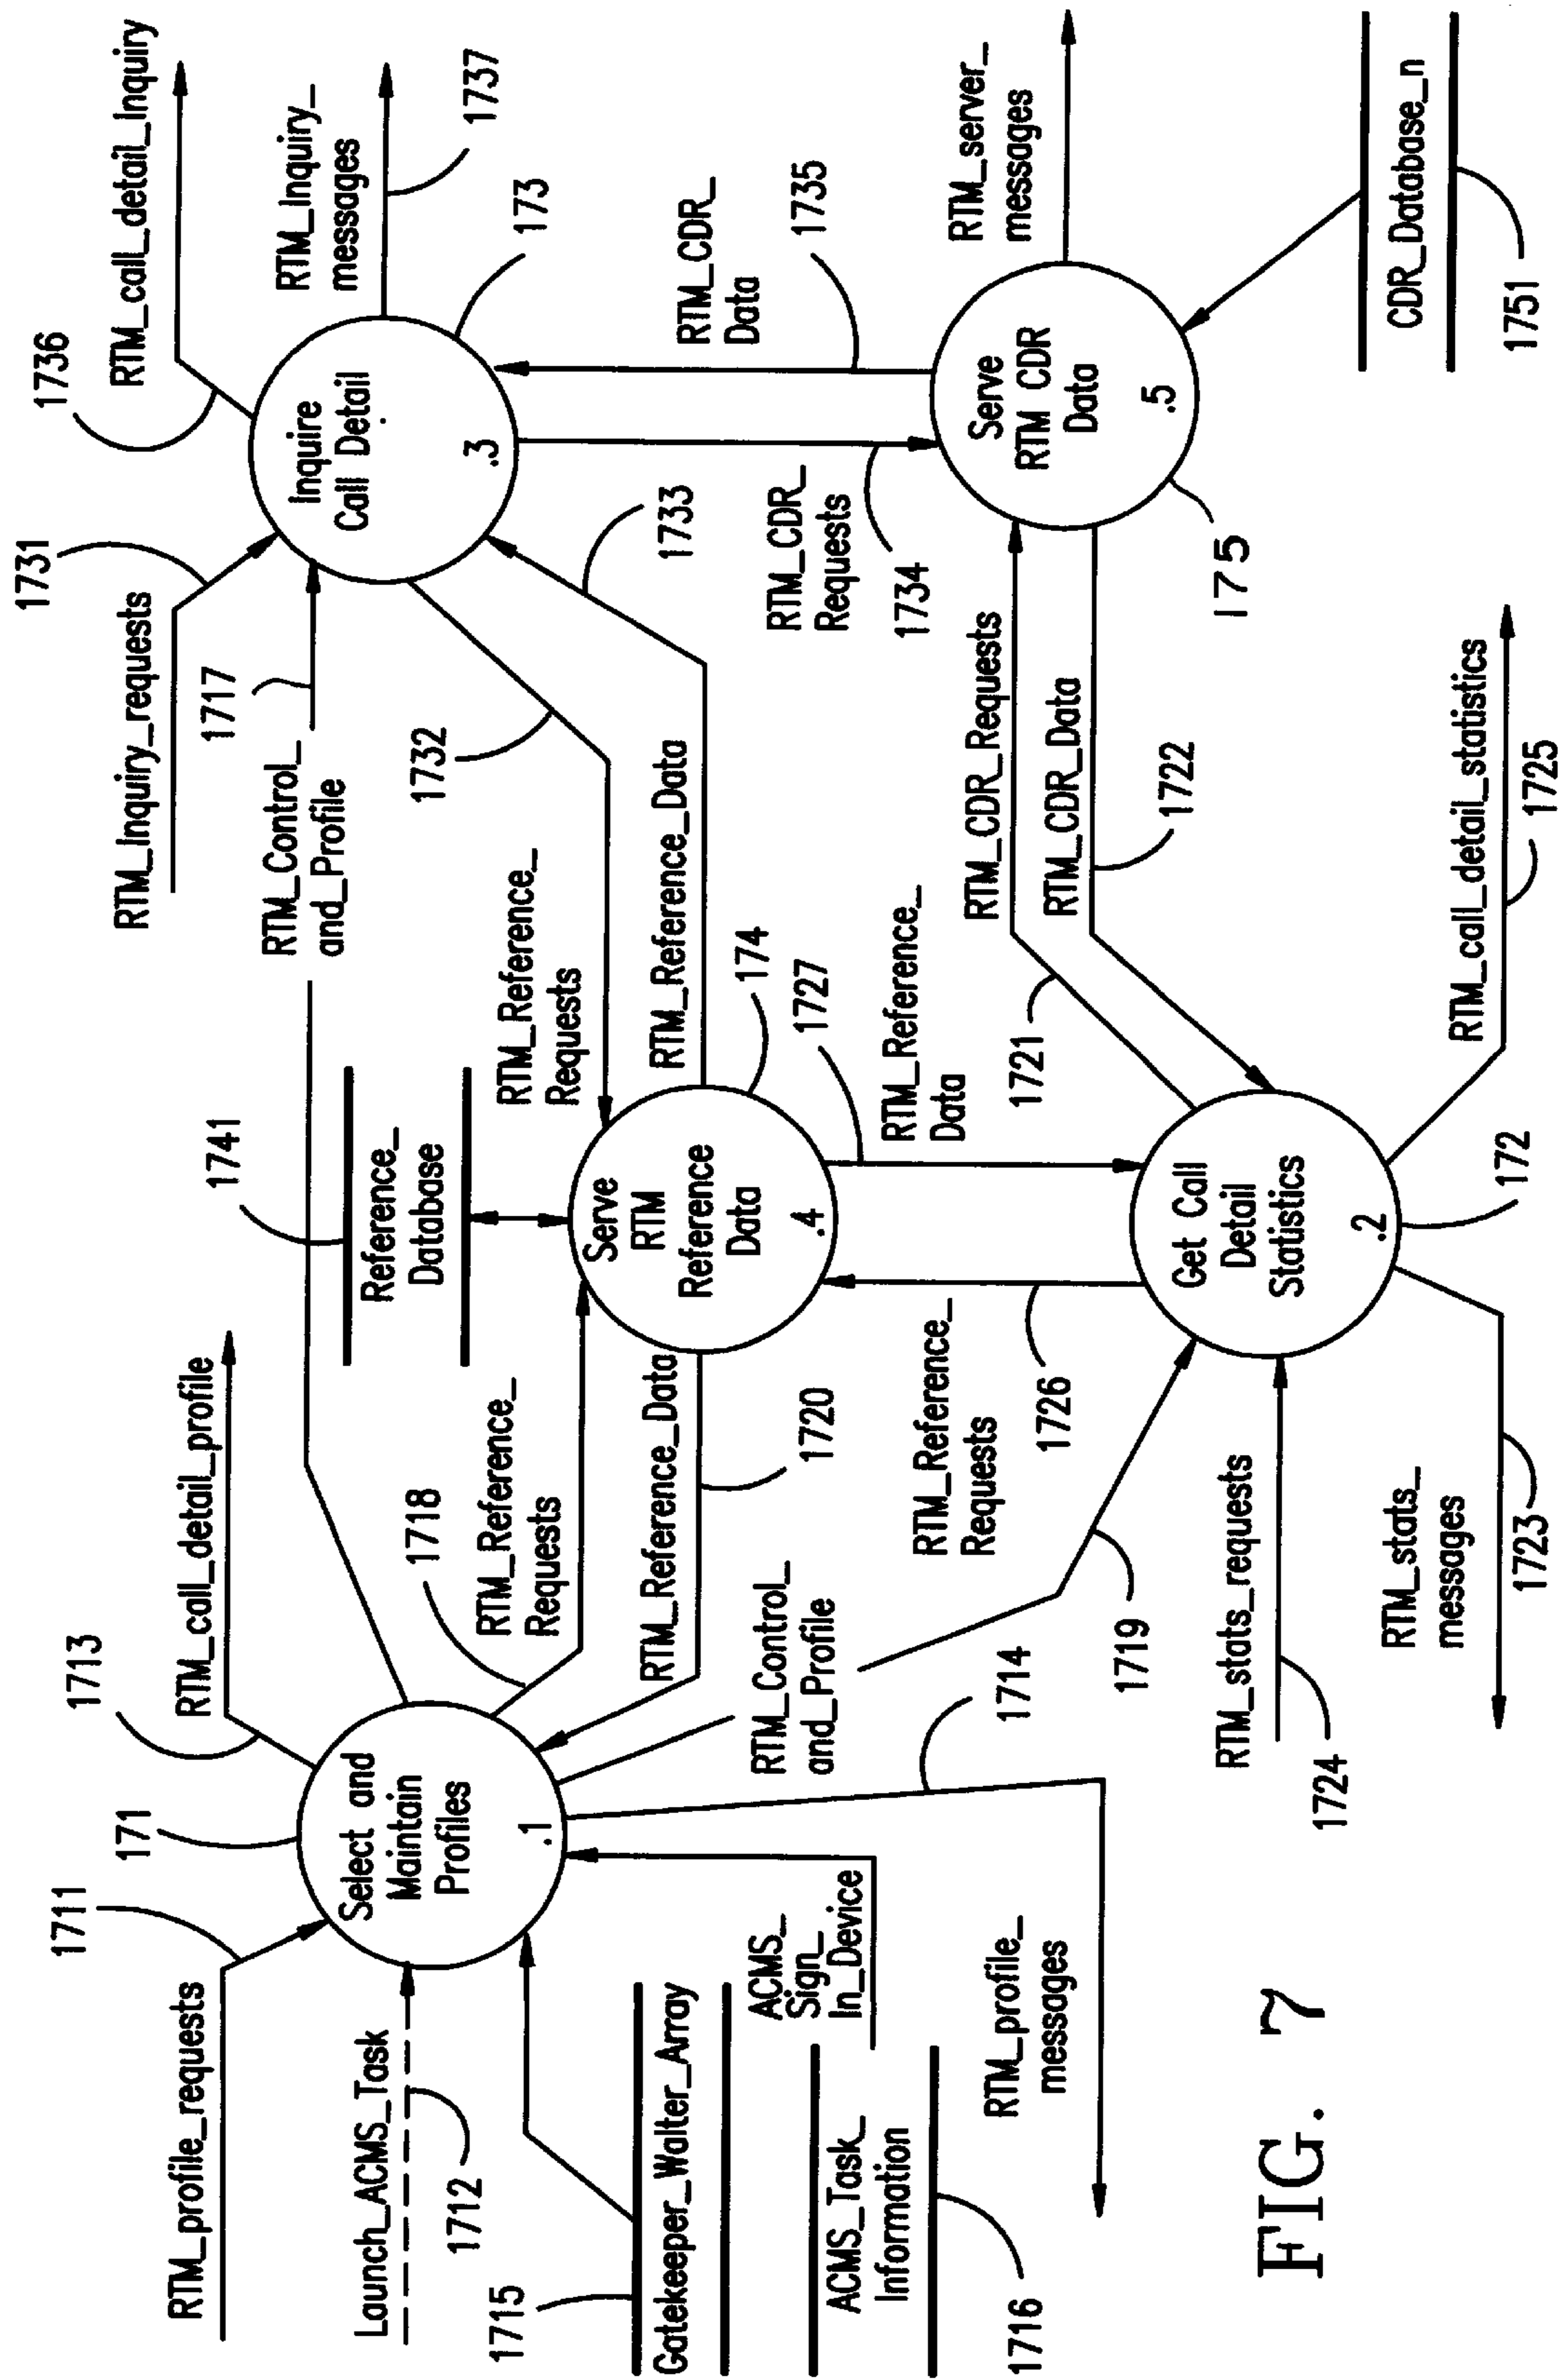 RTM_profile_requests
1711
171
Select and
Maintain
Profiles
.1
1713
RTM_call_detail_profile
Launch_ACMS_Task
1712
1715
Gatekeeper_Waiter_Array
ACMS_
Sign_
In_Device
ACMS_Task_
Information
1716
RTM_profile_
messages
1714
RTM_Control_
and_Profile
1719
1718
RTM_Reference_
Requests
RTM_Reference_Data
1720
1741
Reference_
Database
Serve
RTM
Reference
Data
.4
174
RTM_Reference_
Requests
1732
RTM_Reference_Data
1733
RTM_Inquiry_requests
1731
1717
RTM_Control_
and_Profile
Inquire
Call Detail
.3
173
1736
RTM_call_detail_Inquiry
RTM_Inquiry_
messages
1737
RTM_CDR_
Requests
1734
RTM_CDR_
Data
1735
Serve
RTM CDR
Data
.5
175
RTM_server_
messages
CDR_Database_n
1751
RTM_Reference_
Requests
1726
1727
RTM_Reference_
Data
1721
RTM_CDR_Requests
RTM_CDR_Data
1722
Get Call
Detail
Statistics
.2
172
RTM_stats_requests
1724
RTM_stats_
messages
1723
RTM_call_detail_statistics
1725
FIG. 7